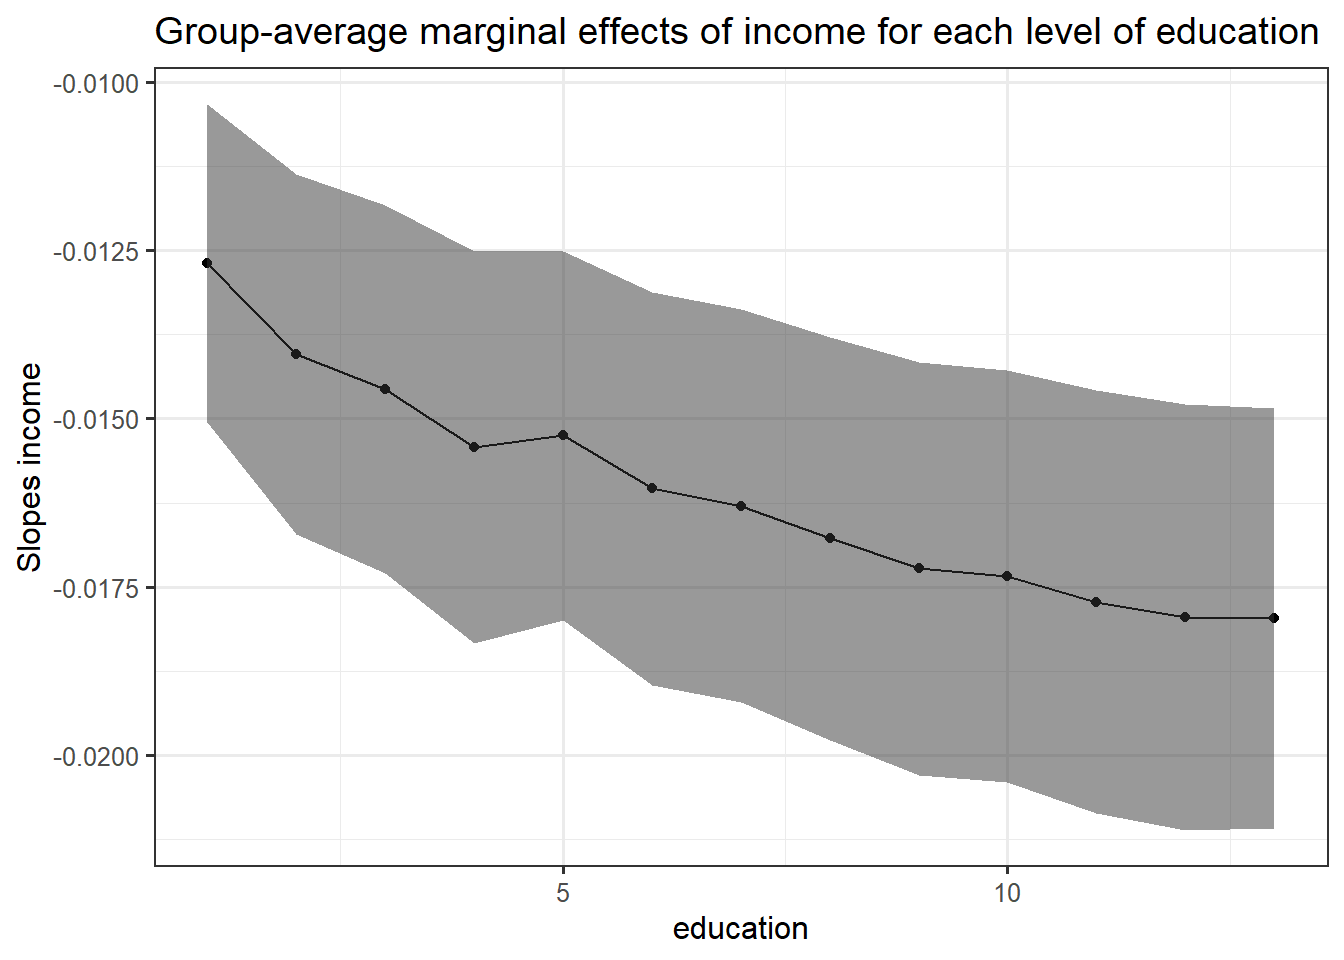 Group-average marginal effects of income for each level of education
-0.0100
-0.0125
-0.0150
-0.0175
-0.0200
Slopes income
5
10
education